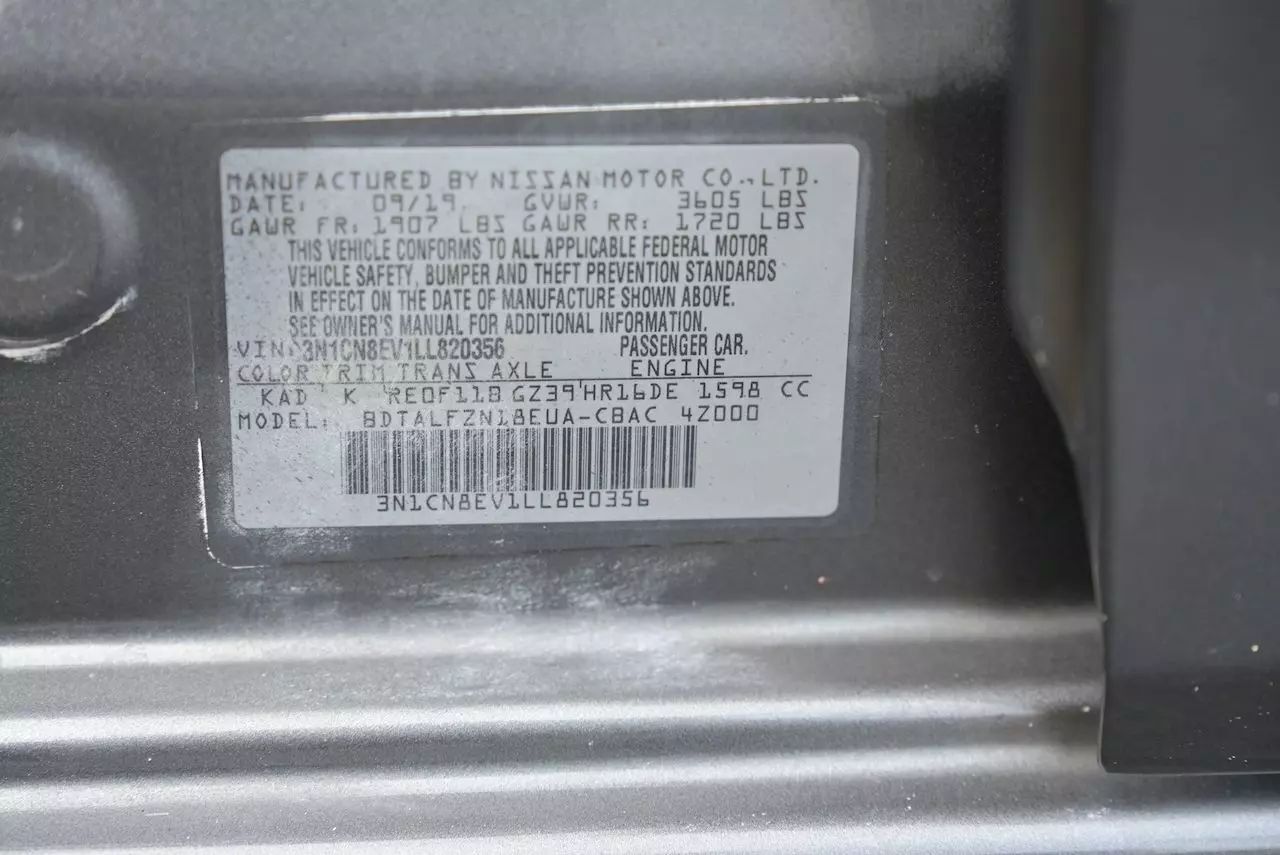 MANUFACTURED BY NISSAN MOTOR CO.,LTD.
DATE: 09/19 GVWR: 3605 LBS
GAWR FR: 1907 LBS GAWR RR: 1720 LBS
THIS VEHICLE CONFORMS TO ALL APPLICABLE FEDERAL MOTOR
VEHICLE SAFETY, BUMPER AND THEFT PREVENTION STANDARDS
IN EFFECT ON THE DATE OF MANUFACTURE SHOWN ABOVE.
SEE OWNER'S MANUAL FOR ADDITIONAL INFORMATION.
VIN: 3N1CN8EV1LL820356 PASSENGER CAR.
COLOR TRIM TRANS AXLE ENGINE
KAD K RE0F11B GZ39 HR16DE 1598 CC
MODEL: BDTALFZN18EUA-CBAC 4Z000
3N1CN8EV1LL820356